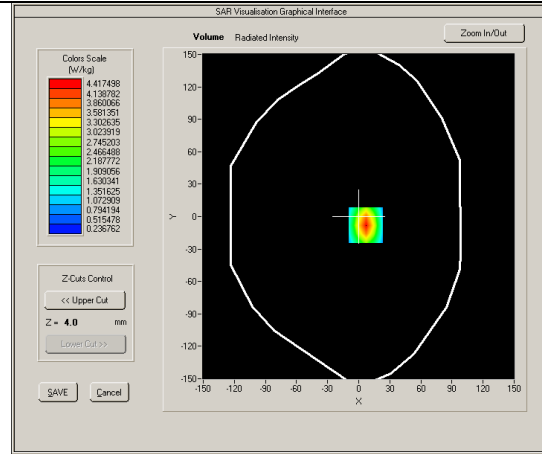 SAR Visualisation Graphical Interface
Volume Radiated Intensity
Zoom In/Out
Colors Scale
(W/kg)
4.417498
4.138782
3.860066
3.581351
3.302635
3.023919
2.745203
2.466488
2.187772
1.909056
1.630341
1.351625
1.072909
0.794194
0.515478
0.236762
Z-Cuts Control
<< Upper Cut
Z = 4.0 mm
Lower Cut >>
SAVE
Cancel
150
120
90
60
30
0
-30
-60
-90
-120
-150
Y
-150 -120 -90 -60 -30 0 30 60 90 120 150
X